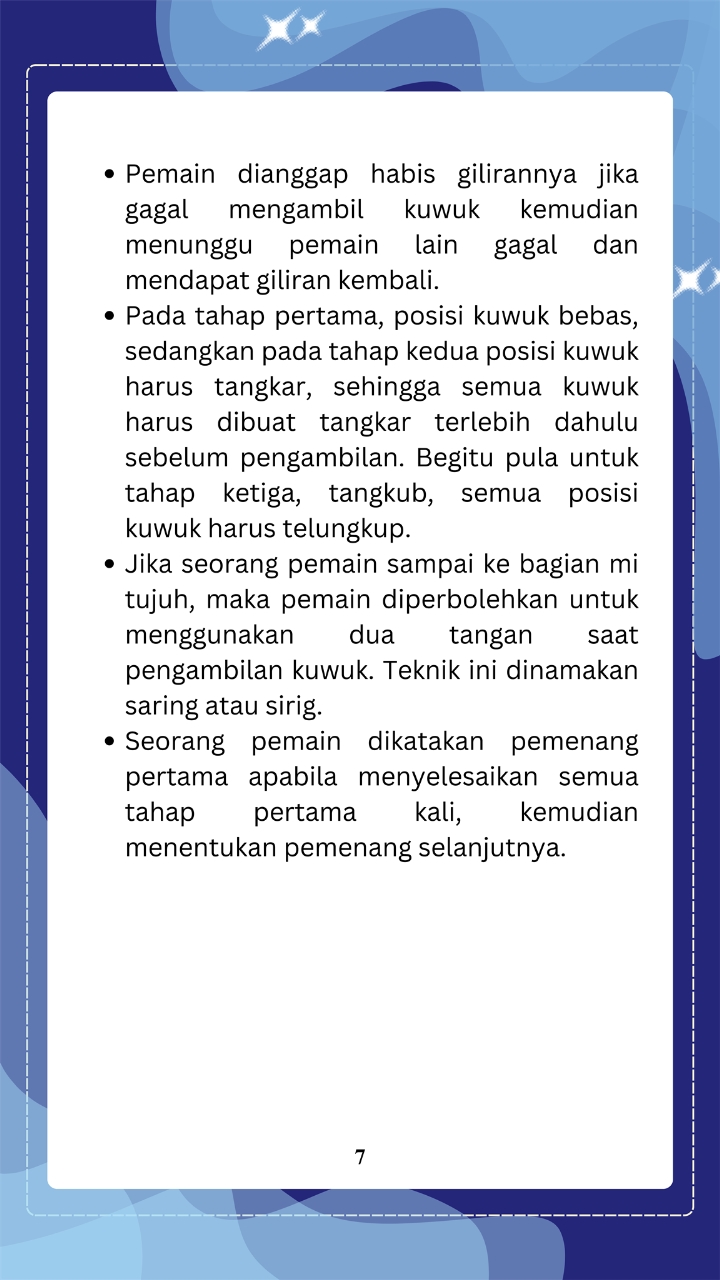 • Pemain dianggap habis gilirannya jika
gagal mengambil kuwuk kemudian
menunggu pemain lain gagal dan
mendapat giliran kembali.
• Pada tahap pertama, posisi kuwuk bebas,
sedangkan pada tahap kedua posisi kuwuk
harus tangkar, sehingga semua kuwuk
harus dibuat tangkar terlebih dahulu
sebelum pengambilan. Begitu pula untuk
tahap ketiga, tangkub, semua posisi
kuwuk harus telungkup.
• Jika seorang pemain sampai ke bagian mi
tujuh, maka pemain diperbolehkan untuk
menggunakan dua tangan saat
pengambilan kuwuk. Teknik ini dinamakan
saring atau sirig.
• Seorang pemain dikatakan pemenang
pertama apabila menyelesaikan semua
tahap pertama kali, kemudian
menentukan pemenang selanjutnya.
7